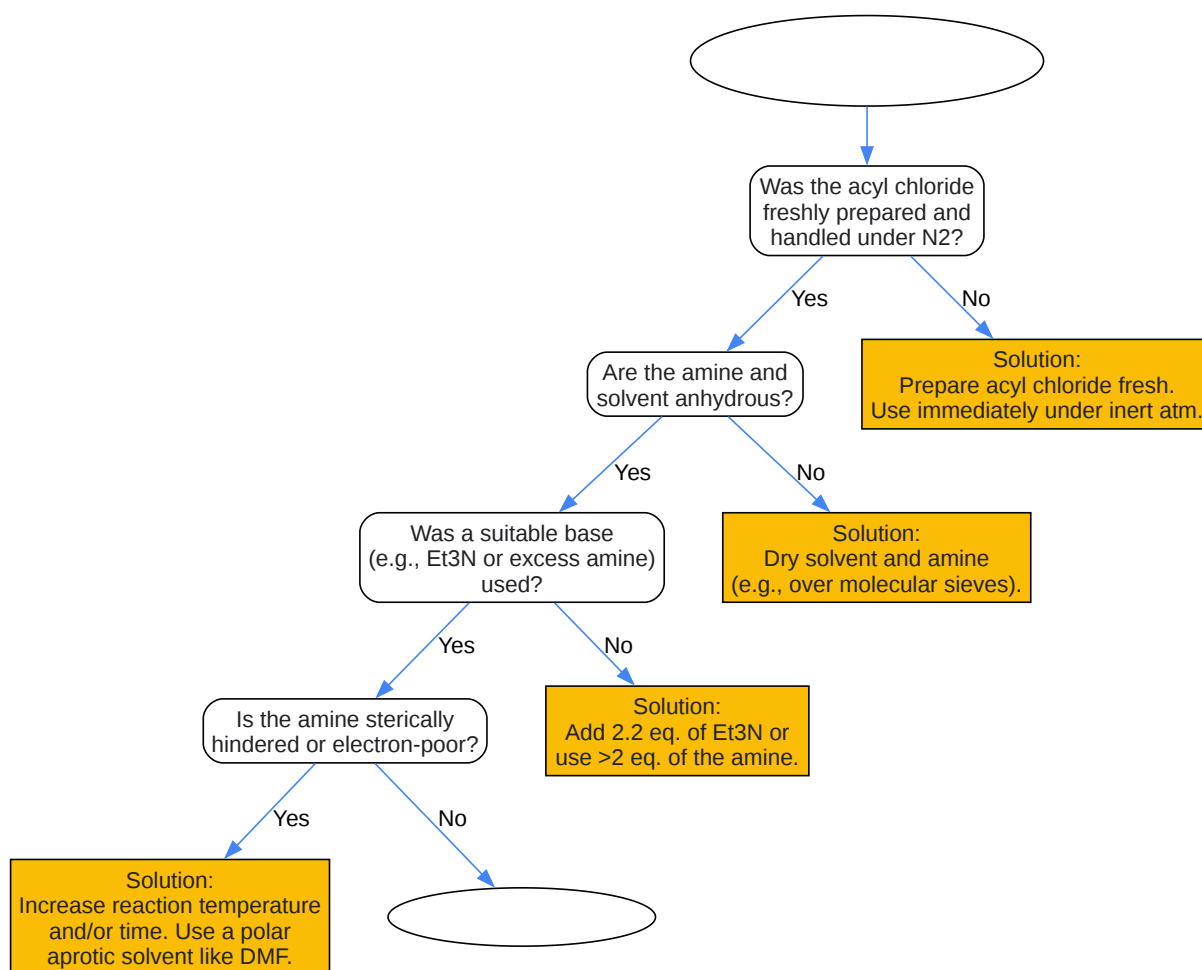 Was the acyl chloride
freshly prepared and
handled under N2?
Yes
No
Are the amine and
solvent anhydrous?
Solution:
Prepare acyl chloride fresh.
Use immediately under inert atm.
Yes
No
Was a suitable base
(e.g., Et3N or excess amine)
used?
Solution:
Dry solvent and amine
(e.g., over molecular sieves).
Yes
No
Is the amine sterically
hindered or electron-poor?
Solution:
Add 2.2 eq. of Et3N or
use >2 eq. of the amine.
Yes
No
Solution:
Increase reaction temperature
and/or time. Use a polar
aprotic solvent like DMF.